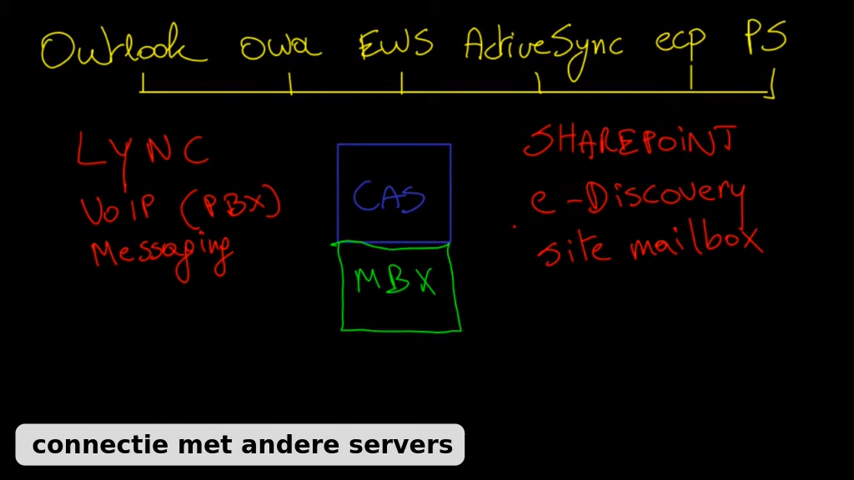 Outlook owa EWS ActiveSync ecp PS
LYNC
VoIP (PBX)
Messaging
CAS
MBX
SHAREPOiNT
e-Discovery
site mailbox
connectie met andere servers